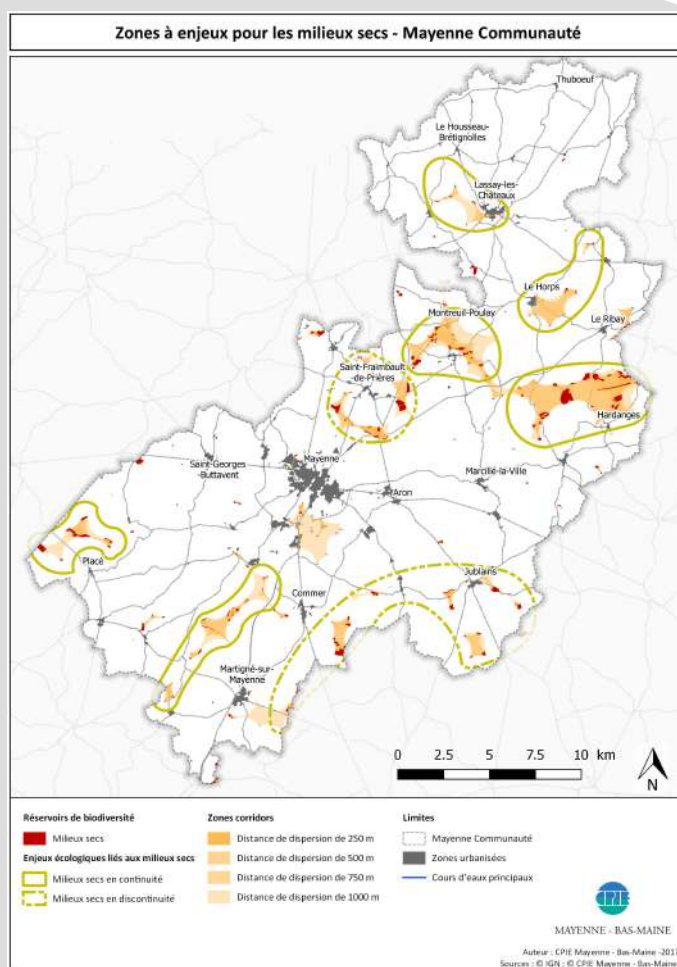 Zones à enjeux pour les milieux secs - Mayenne Communauté
Thuboeuf
Le Housseau-
Brétignolles
Lassay-les-
Châteaux
Le Horps
Montreuil-Poulay
Le Ribay
Saint-Fraimbault-
de-Prières
Hardanges
Mayenne
Saint-Georges-
Buttavent
Marcillé-la-Ville
Aron
Placé
Jublains
Commer
Martigné-sur-
Mayenne
0 2.5 5 7.5 10 km
N
Réservoirs de biodiversité
Milieux secs
Enjeux écologiques liés aux milieux secs
Milieux secs en continuité
Milieux secs en discontinuité
Zones corridors
Distance de dispersion de 250 m
Distance de dispersion de 500 m
Distance de dispersion de 750 m
Distance de dispersion de 1000 m
Limites
Mayenne Communauté
Zones urbanisées
Cours d'eaux principaux
CPIE
MAYENNE - BAS-MAINE
Auteur : CPIE Mayenne - Bas-Maine -2017
Sources : © IGN ; © CPIE Mayenne - Bas-Maine